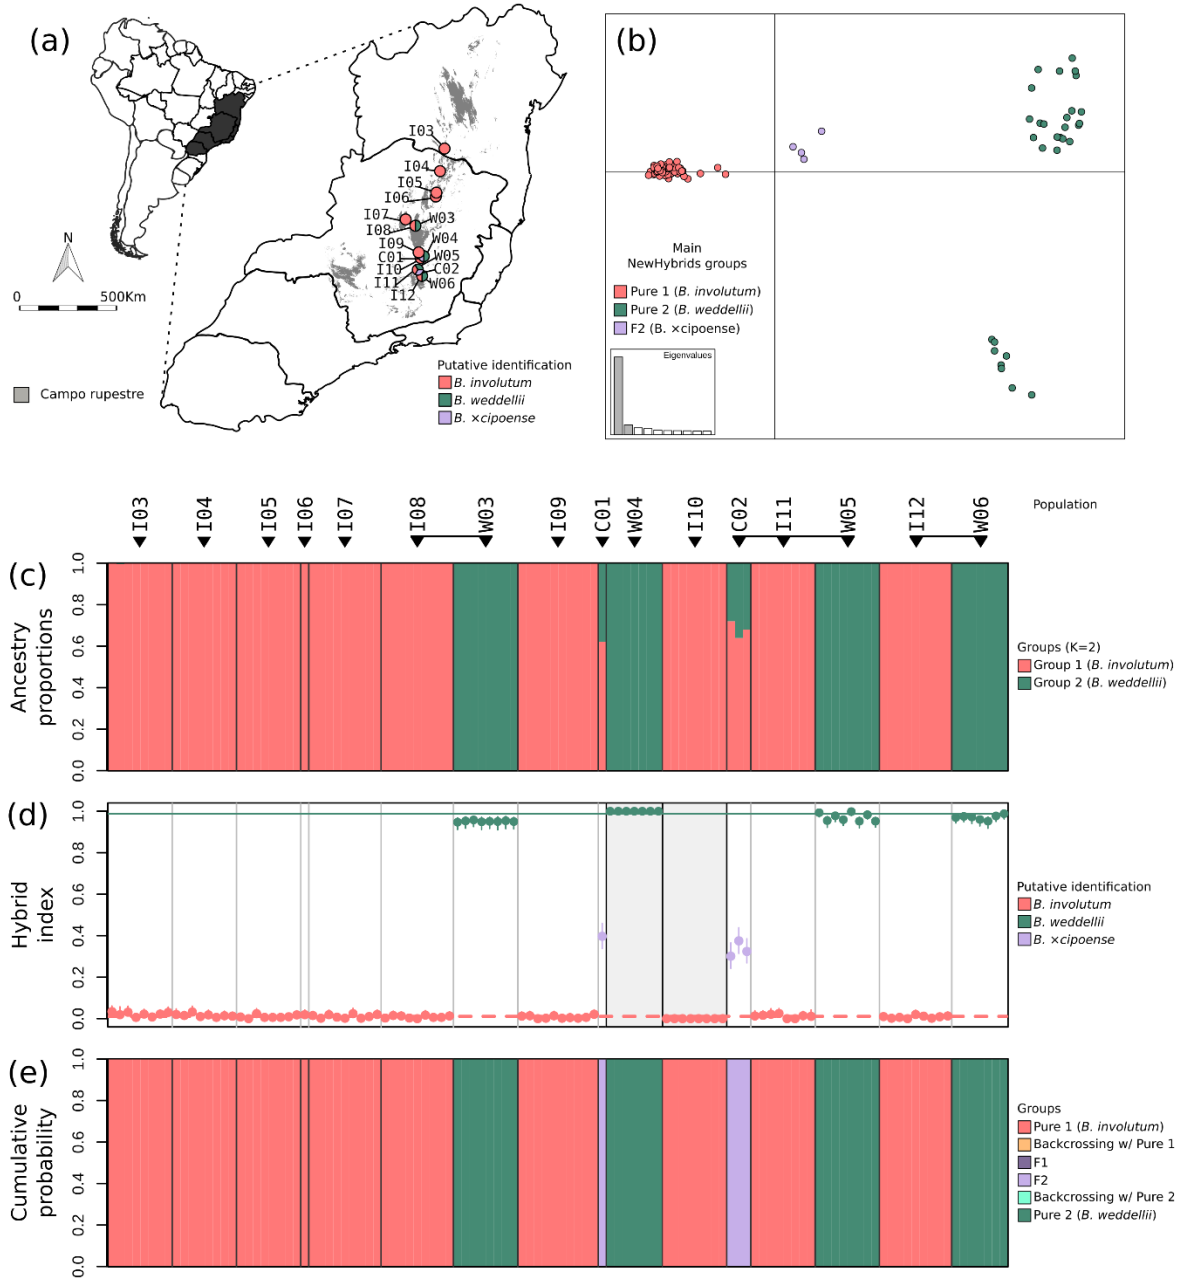 (a)
I03
I04
I05
I06
I07
W03
I08
I09
W04
C01
W05
I10
C02
I11
W06
I12
N
0 500Km
Campo rupestre
Putative identification
B. involutum
B. weddellii
B. ×cipoense
(b)
Main
NewHybrids groups
Pure 1 (B. involutum)
Pure 2 (B. weddellii)
F2 (B. ×cipoense)
Eigenvalues
I03 I04 I05 I06 I07 I08 W03 I09 C01 W04 I10 C02 I11 W05 I12 W06
Population
(c)
Ancestry
proportions
1.0
0.8
0.6
0.4
0.2
0.0
Groups (K=2)
Group 1 (B. involutum)
Group 2 (B. weddellii)
(d)
Hybrid
index
1.0
0.8
0.6
0.4
0.2
0.0
Putative identification
B. involutum
B. weddellii
B. ×cipoense
(e)
Cumulative
probability
1.0
0.8
0.6
0.4
0.2
0.0
Groups
Pure 1 (B. involutum)
Backcrossing w/ Pure 1
F1
F2
Backcrossing w/ Pure 2
Pure 2 (B. weddellii)